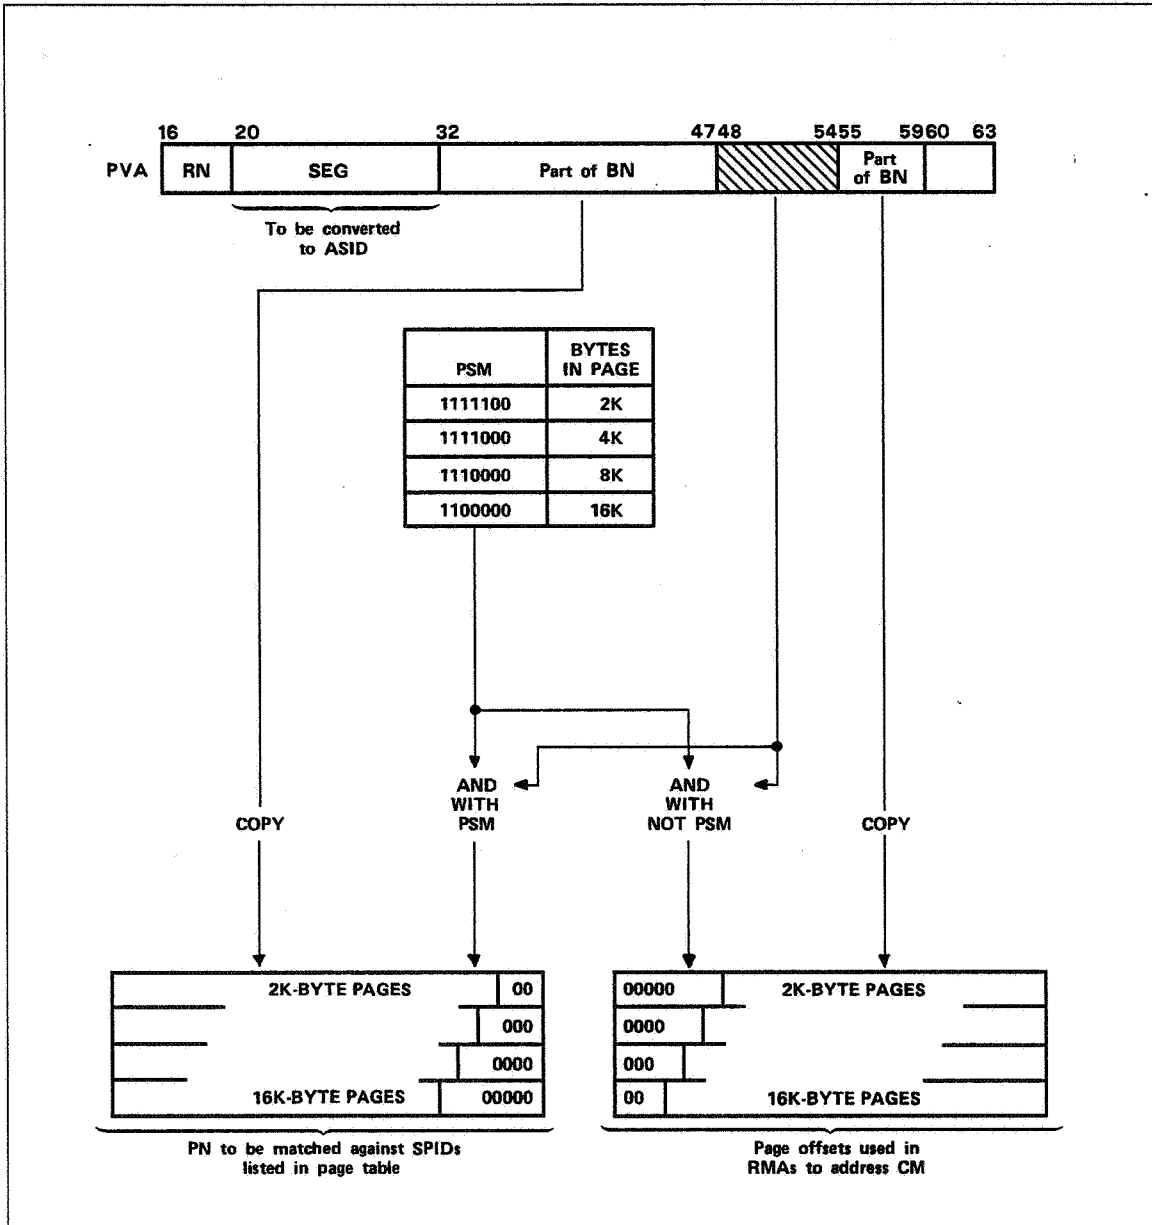 16 20 32 4748 5455 5960 63
PVA RN SEG Part of BN Part
of BN
To be converted
to ASID
PSM BYTES
IN PAGE
1111100 2K
1111000 4K
1110000 8K
1100000 16K
AND
WITH
PSM
AND
WITH
NOT PSM
COPY
COPY
2K-BYTE PAGES 00
000
0000
16K-BYTE PAGES 00000
00000 2K-BYTE PAGES
0000
000
00 16K-BYTE PAGES
PN to be matched against SPIDs
listed in page table
Page offsets used in
RMAs to address CM